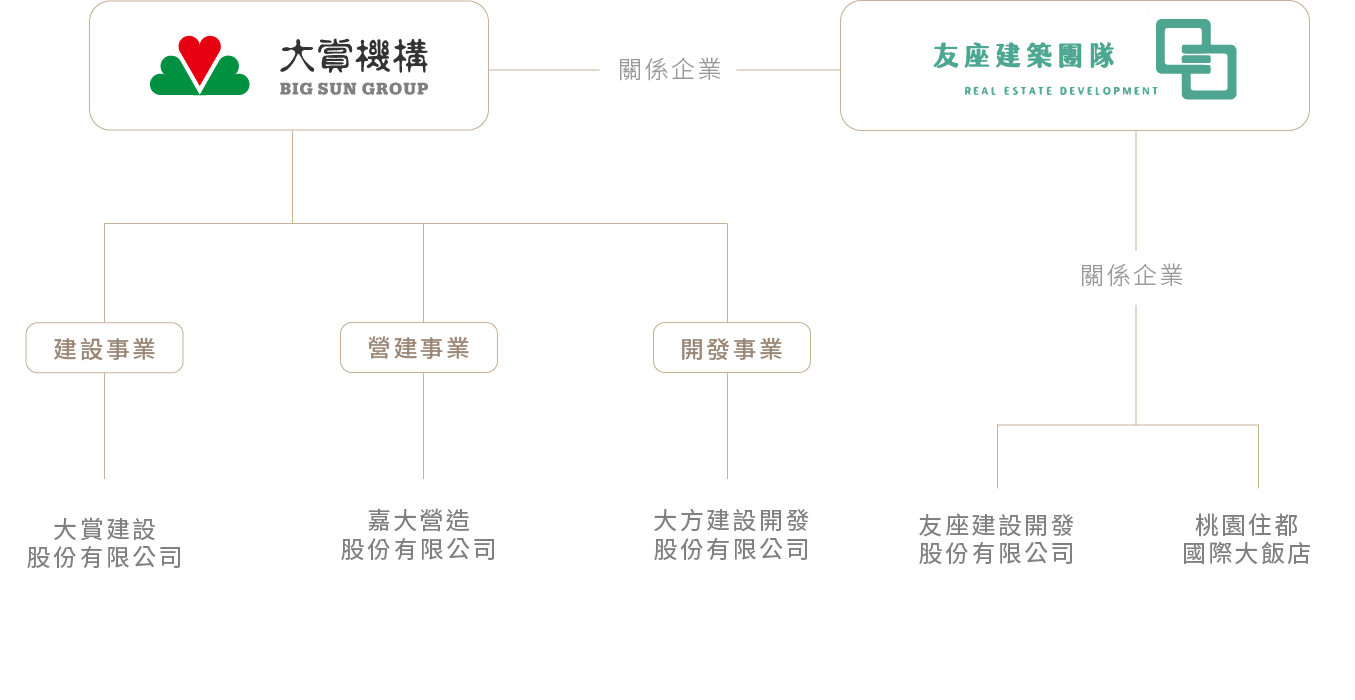 大賞機構
BIG SUN GROUP
關係企業
友座建築團隊
REAL ESTATE DEVELOPMENT
關係企業
建設事業
營建事業
開發事業
大賞建設
股份有限公司
嘉大營造
股份有限公司
大方建設開發
股份有限公司
友座建設開發
股份有限公司
桃園住都
國際大飯店